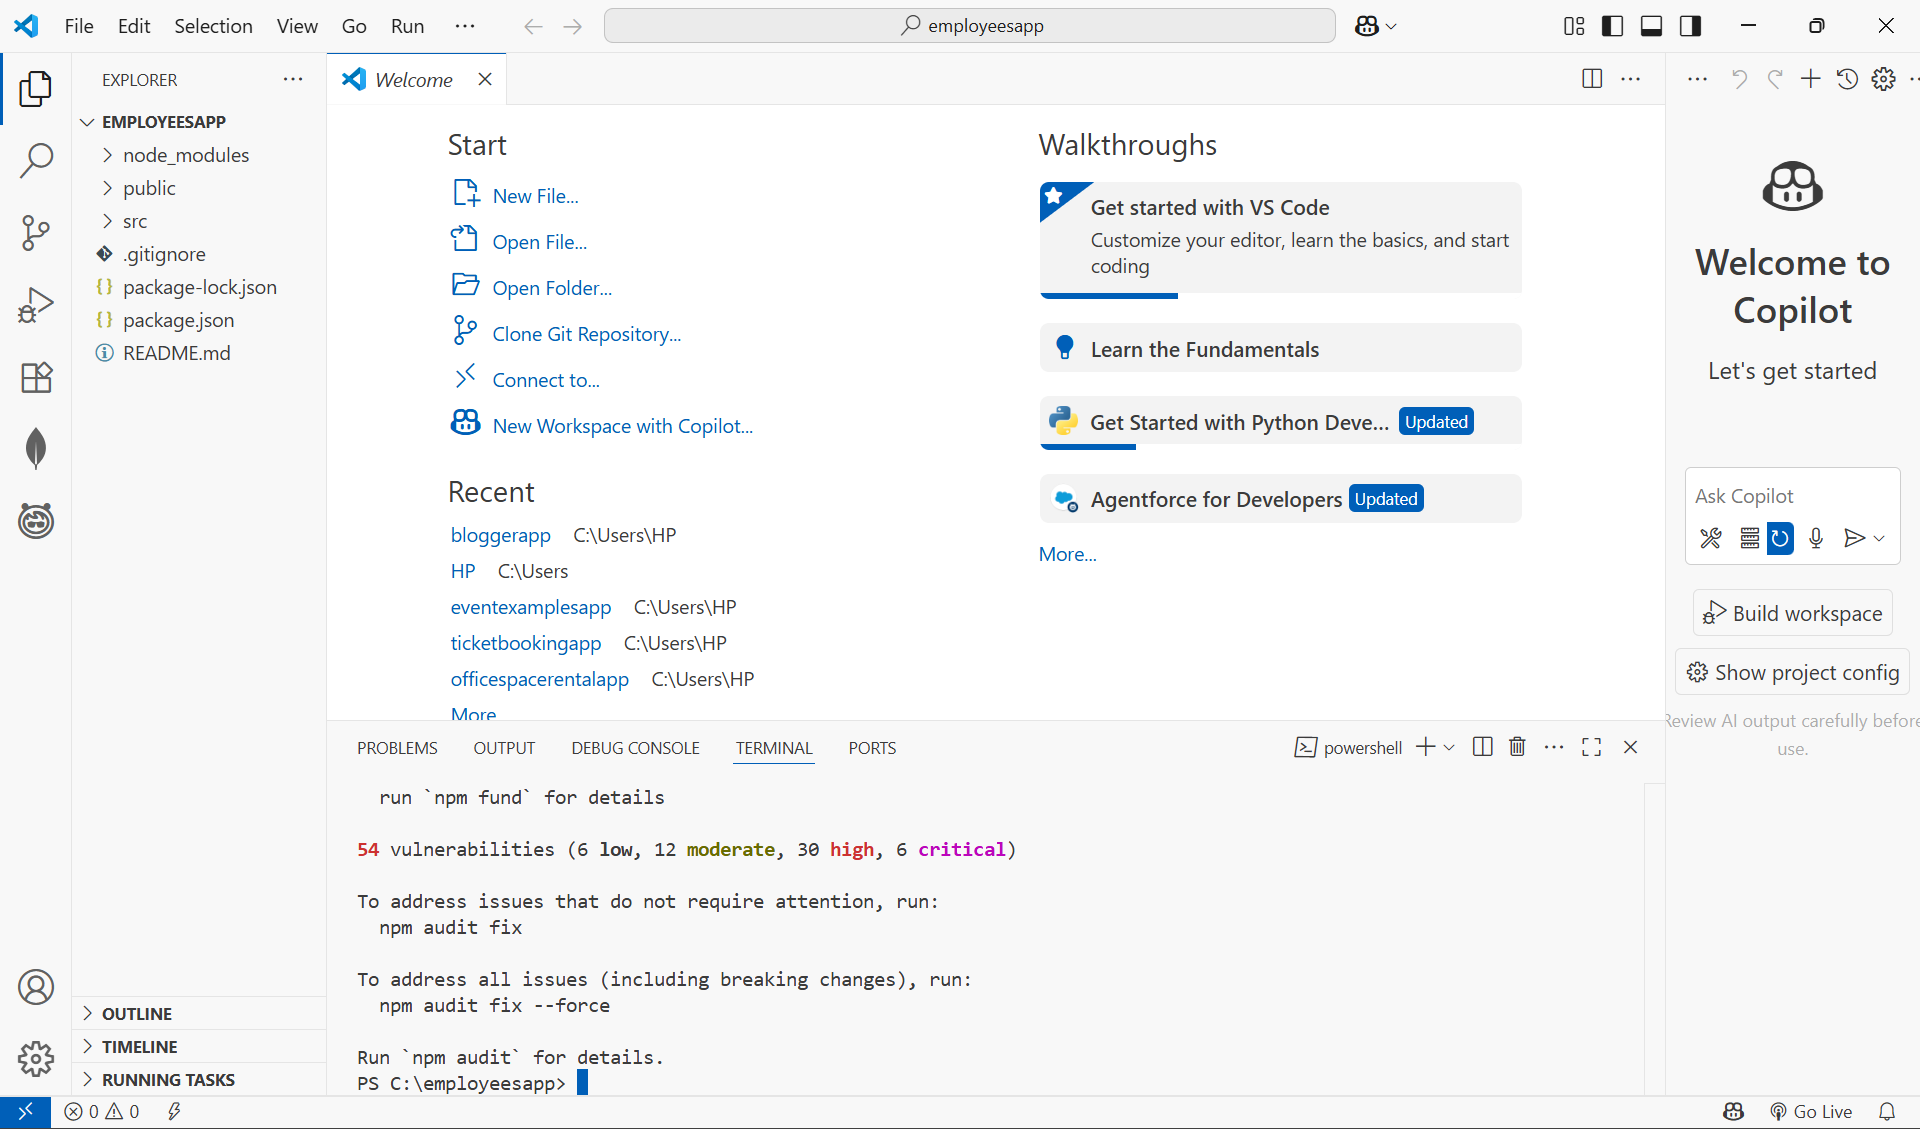 File Edit Selection View Go Run ···
employeesapp
EXPLORER
EMPLOYEESAPP
node_modules
public
src
.gitignore
{} package-lock.json
{} package.json
README.md
OUTLINE
TIMELINE
RUNNING TASKS
Welcome
Start
New File...
Open File...
Open Folder...
Clone Git Repository...
Connect to...
New Workspace with Copilot...
Recent
bloggerapp C:\Users\HP
HP C:\Users
eventexamplesapp C:\Users\HP
ticketbookingapp C:\Users\HP
officespacerentalapp C:\Users\HP
More
Walkthroughs
Get started with VS Code
Customize your editor, learn the basics, and start
coding
Learn the Fundamentals
Get Started with Python Deve... Updated
Agentforce for Developers Updated
More...
PROBLEMS OUTPUT DEBUG CONSOLE TERMINAL PORTS
powershell
run `npm fund` for details
54 vulnerabilities (6 low, 12 moderate, 30 high, 6 critical)
To address issues that do not require attention, run:
npm audit fix
To address all issues (including breaking changes), run:
npm audit fix --force
Run `npm audit` for details.
PS C:\employeesapp>
Welcome to
Copilot
Let's get started
Ask Copilot
Build workspace
Show project config
Review AI output carefully before
use.
0 0
Go Live